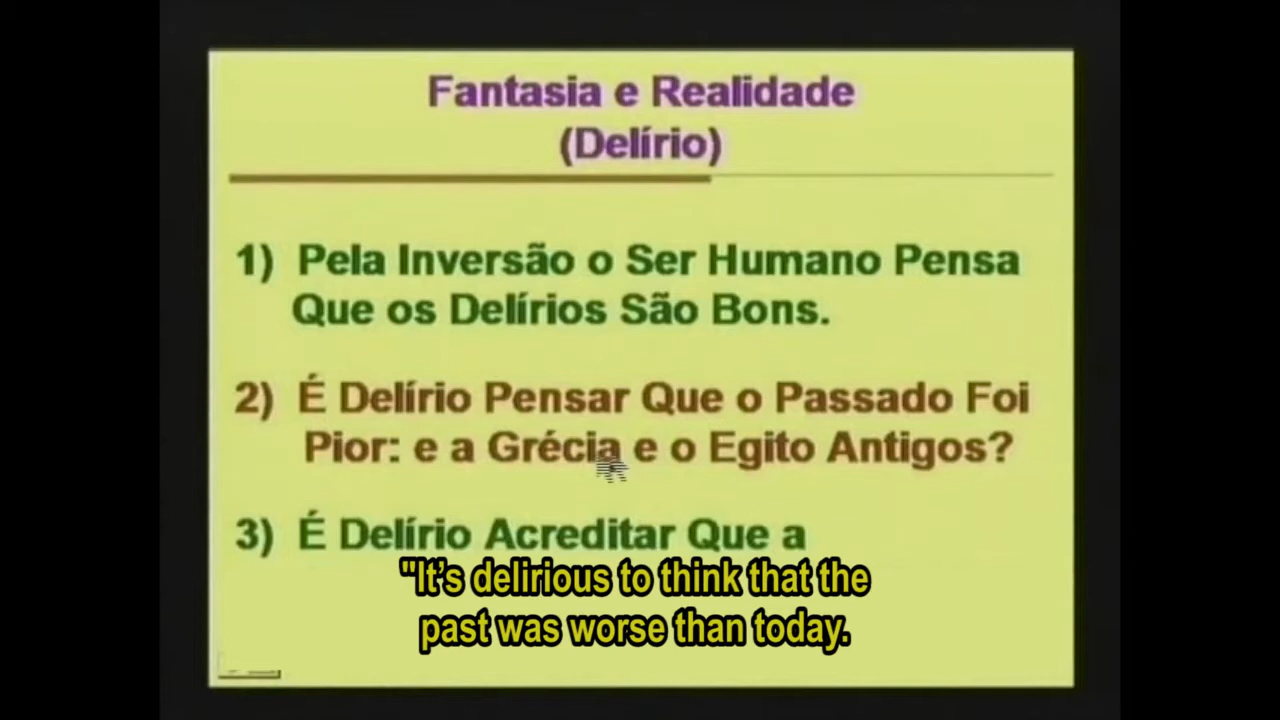 Fantasia e Realidade
(Delírio)
1) Pela Inversão o Ser Humano Pensa
Que os Delírios São Bons.
2) É Delírio Pensar Que o Passado Foi
Pior: e a Grécia e o Egito Antigos?
3) É Delírio Acreditar Que a
"It's delirious to think that the
past was worse than today.